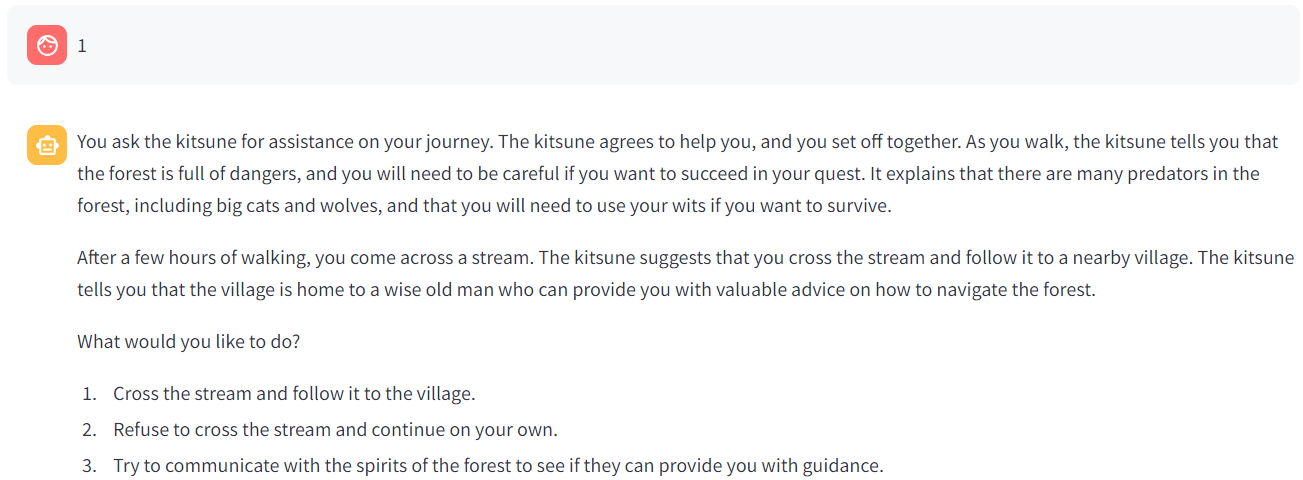 1
You ask the kitsune for assistance on your journey. The kitsune agrees to help you, and you set off together. As you walk, the kitsune tells you that
the forest is full of dangers, and you will need to be careful if you want to succeed in your quest. It explains that there are many predators in the
forest, including big cats and wolves, and that you will need to use your wits if you want to survive.
After a few hours of walking, you come across a stream. The kitsune suggests that you cross the stream and follow it to a nearby village. The kitsune
tells you that the village is home to a wise old man who can provide you with valuable advice on how to navigate the forest.
What would you like to do?
1. Cross the stream and follow it to the village.
2. Refuse to cross the stream and continue on your own.
3. Try to communicate with the spirits of the forest to see if they can provide you with guidance.